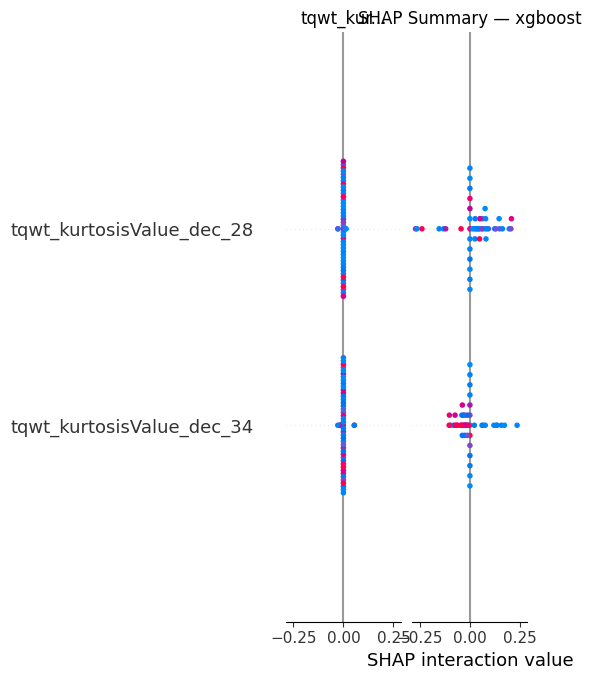 tqwt_kur... SHAP Summary — xgboost
tqwt_kurtosisValue_dec_28
tqwt_kurtosisValue_dec_34
−0.25 0.00 0.25 −0.25 0.00 0.25
SHAP interaction value